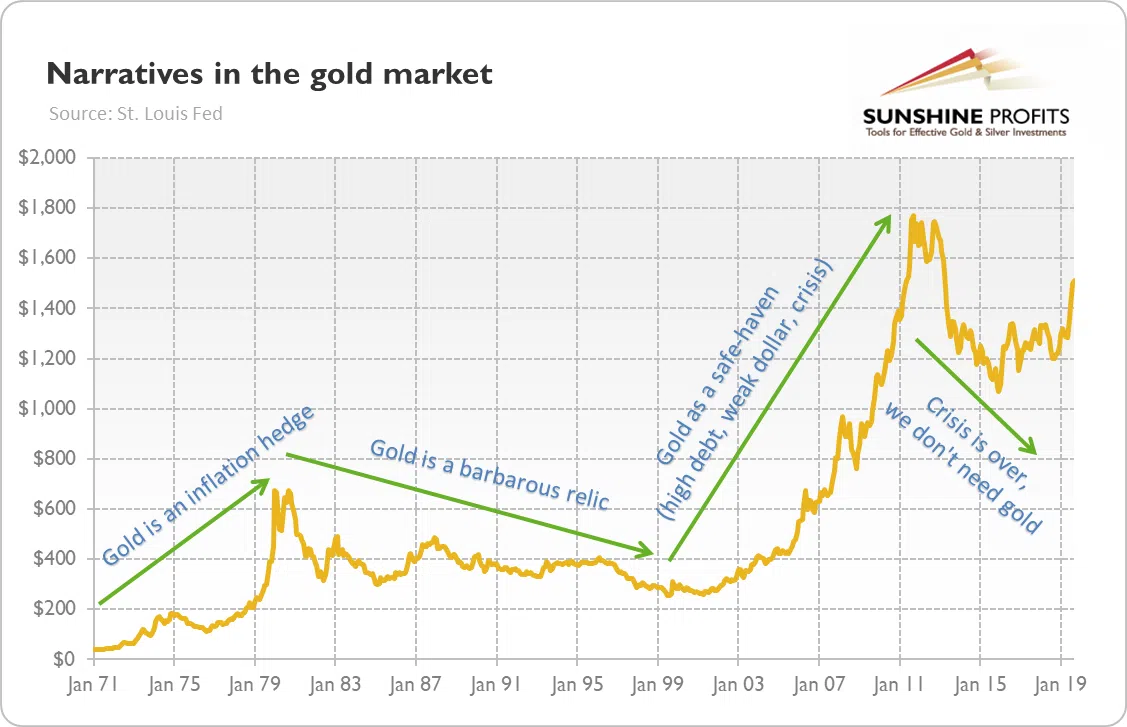 Narratives in the gold market
Source: St. Louis Fed
SUNSHINE PROFITS
Tools for Effective Gold & Silver Investments
$2,000
$1,800
$1,600
$1,400
$1,200
$1,000
$800
$600
$400
$200
$0
Gold is an inflation hedge
Gold is a barbarous relic
Gold as a safe-haven
(high debt, weak dollar, crisis)
Crisis is over,
we don't need gold
Jan 71 Jan 75 Jan 79 Jan 83 Jan 87 Jan 91 Jan 95 Jan 99 Jan 03 Jan 07 Jan 11 Jan 15 Jan 19